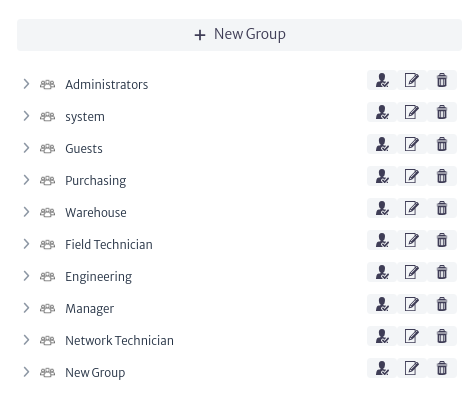 + New Group
Administrators
system
Guests
Purchasing
Warehouse
Field Technician
Engineering
Manager
Network Technician
New Group